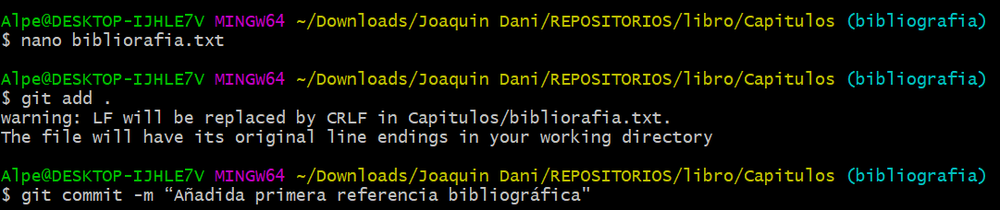 Alpe@DESKTOP-IJHLE7V MINGW64 ~/Downloads/Joaquin Dani/REPOSITORIOS/libro/Capitulos (bibliografia)
$ nano bibliorafia.txt
Alpe@DESKTOP-IJHLE7V MINGW64 ~/Downloads/Joaquin Dani/REPOSITORIOS/libro/Capitulos (bibliografia)
$ git add .
warning: LF will be replaced by CRLF in Capitulos/bibliorafia.txt.
The file will have its original line endings in your working directory
Alpe@DESKTOP-IJHLE7V MINGW64 ~/Downloads/Joaquin Dani/REPOSITORIOS/libro/Capitulos (bibliografia)
$ git commit -m “Añadida primera referencia bibliográfica"